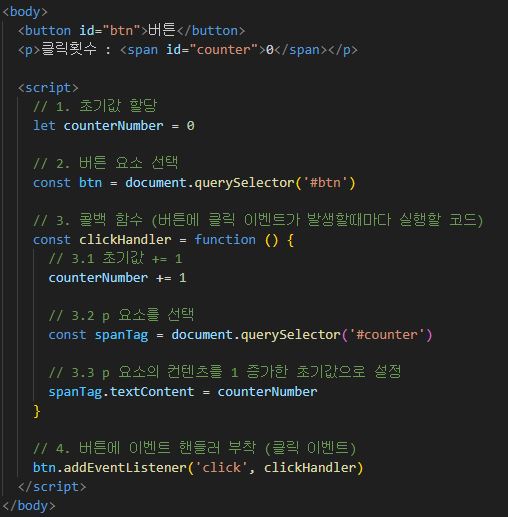 <body>
<button id="btn">버튼</button>
<p>클릭횟수 : <span id="counter">0</span></p>
<script>
// 1. 초기값 할당
let counterNumber = 0
// 2. 버튼 요소 선택
const btn = document.querySelector('#btn')
// 3. 콜백 함수 (버튼에 클릭 이벤트가 발생할때마다 실행할 코드)
const clickHandler = function () {
// 3.1 초기값 += 1
counterNumber += 1
// 3.2 p 요소를 선택
const spanTag = document.querySelector('#counter')
// 3.3 p 요소의 컨텐츠를 1 증가한 초기값으로 설정
spanTag.textContent = counterNumber
}
// 4. 버튼에 이벤트 핸들러 부착 (클릭 이벤트)
btn.addEventListener('click', clickHandler)
</script>
</body>